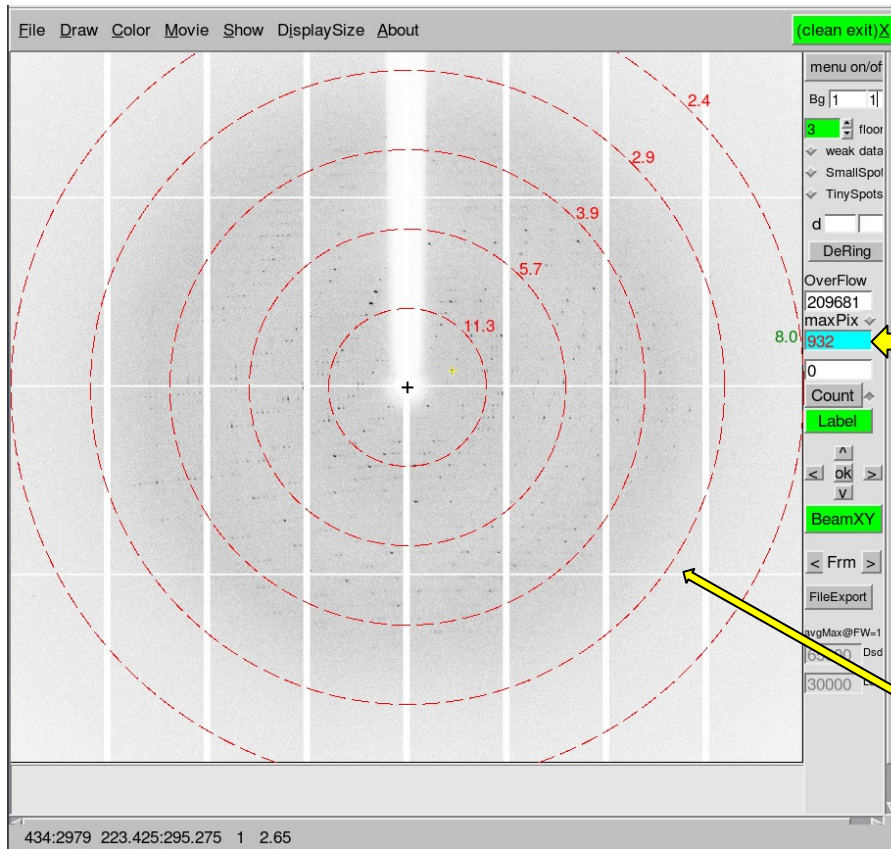 File Draw Color Movie Show DisplaySize About (clean exit)X
menu on/of
Bg 1 1
3 floor
weak data
SmallSpot
TinySpots
d
DeRing
OverFlow
209681
maxPix
932
0
Count
Label
^
< ok >
v
BeamXY
< Frm >
FileExport
avgMax@FW=1
Dsd
30000
2.4
2.9
3.9
5.7
11.3
8.0
434:2979 223.425:295.275 1 2.65